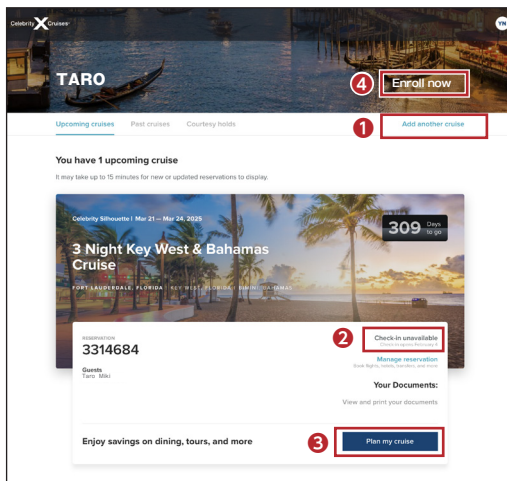 Celebrity X Cruises®
YN
TARO
4
Enroll now
1
Upcoming cruises Past cruises Courtesy holds Add another cruise
You have 1 upcoming cruise
It may take up to 15 minutes for new or updated reservations to display.
Celebrity Silhouette | Mar 21 — Mar 24, 2025
309 Days to go
3 Night Key West & Bahamas
Cruise
FORT LAUDERDALE, FLORIDA | KEY WEST, FLORIDA | BIMINI, BAHAMAS
2
RESERVATION
3314684
Check-in unavailable
Check-in opens February 4
Manage reservation
Book flights, hotels, transfers, and more.
Guests
Taro Miki
Your Documents:
View and print your documents
Enjoy savings on dining, tours, and more
3
Plan my cruise